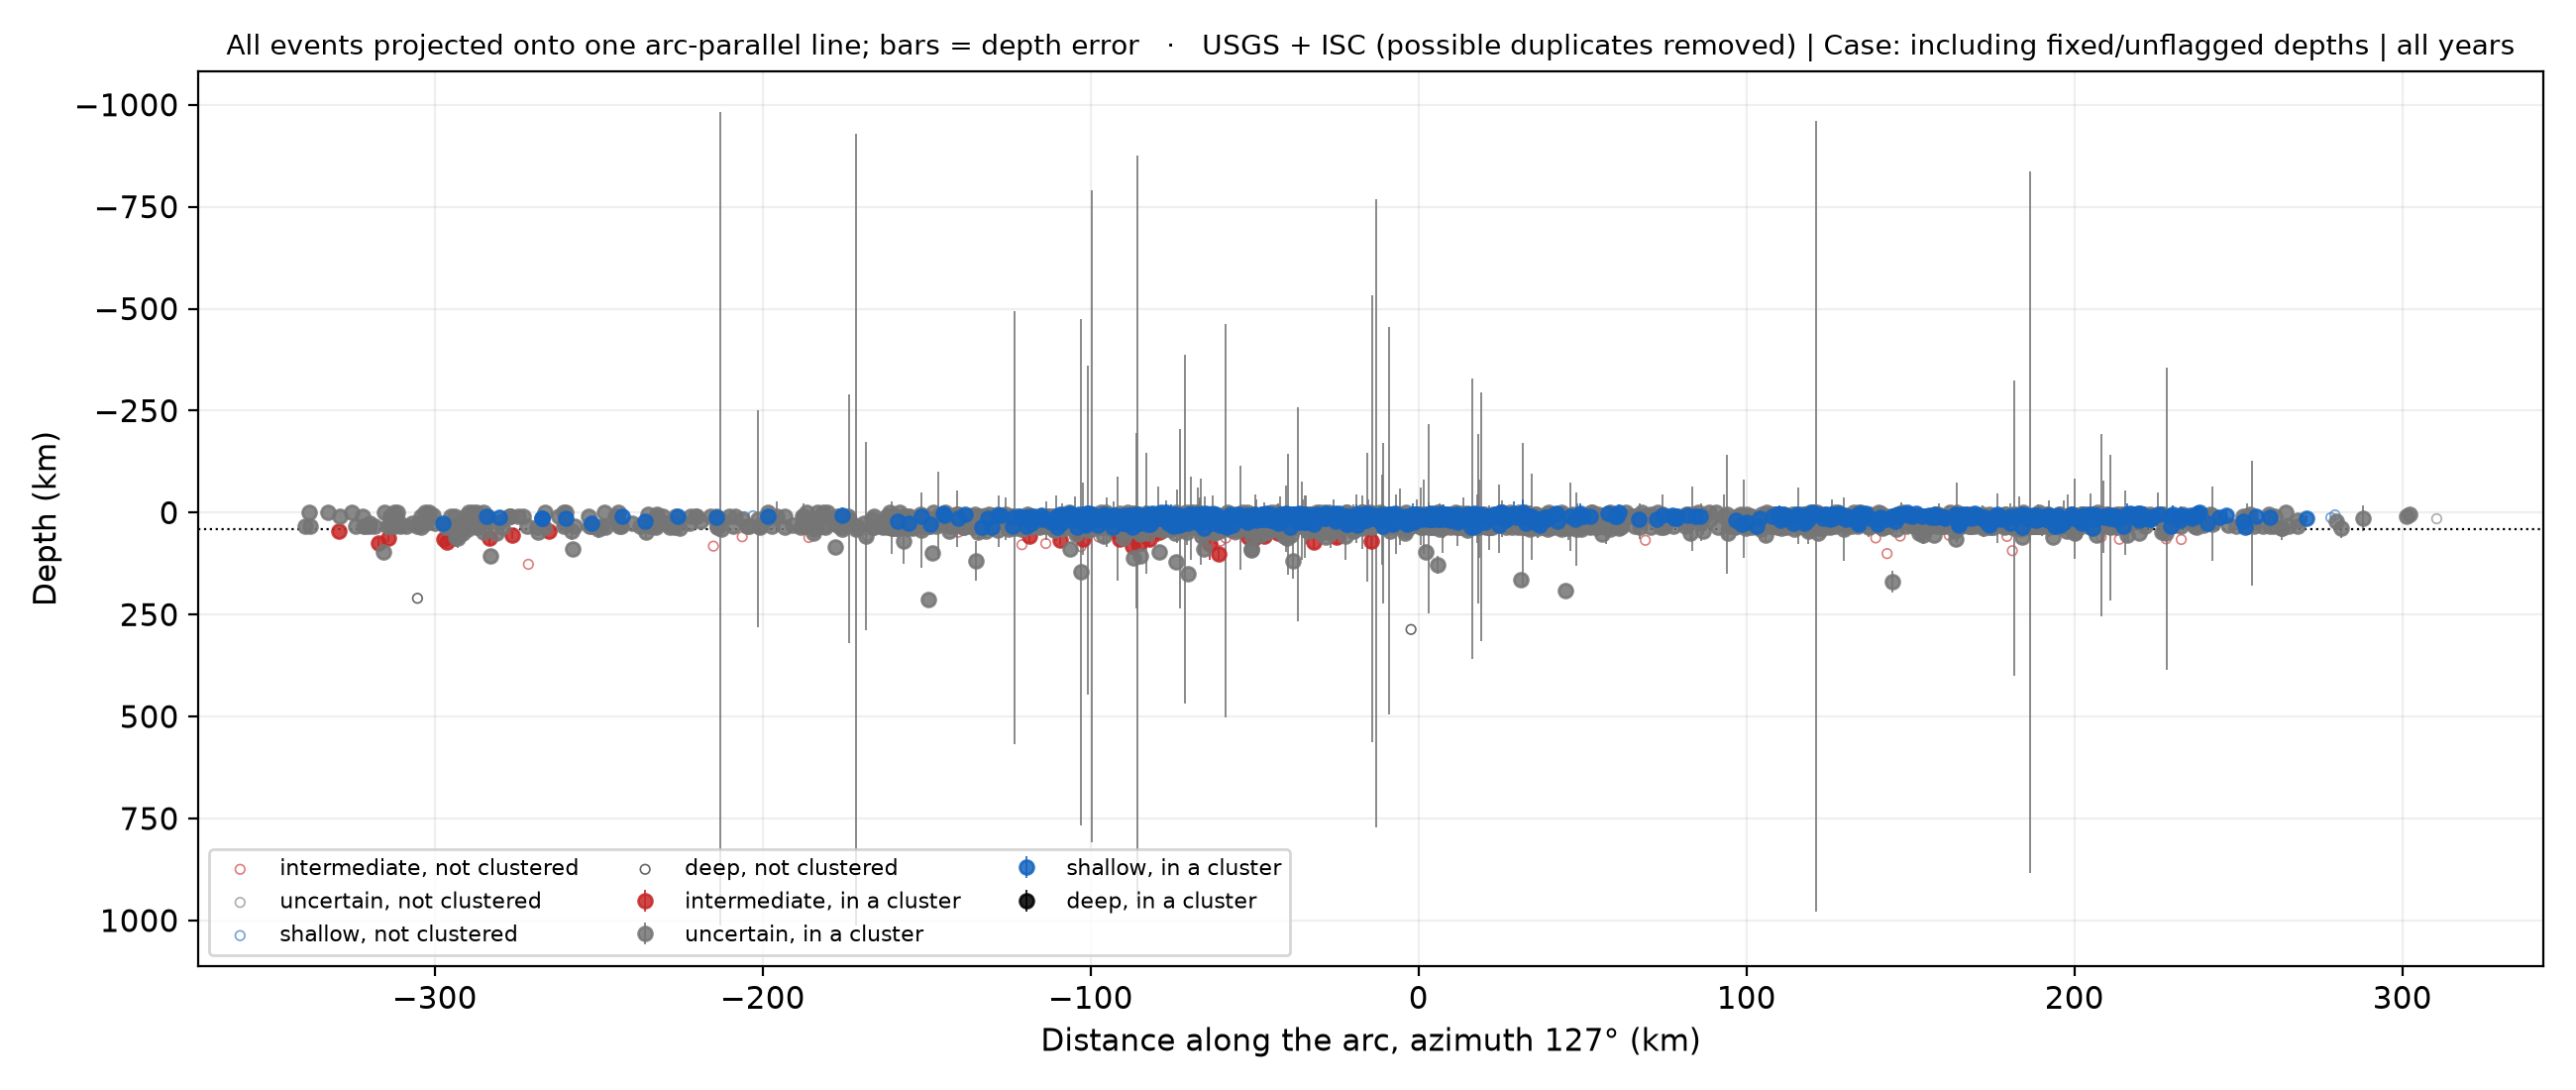 All events projected onto one arc-parallel line; bars = depth error · USGS + ISC (possible duplicates removed) | Case: including fixed/unflagged depths | all years
Depth (km)
−1000
−750
−500
−250
0
250
500
750
1000
intermediate, not clustered
uncertain, not clustered
shallow, not clustered
deep, not clustered
intermediate, in a cluster
uncertain, in a cluster
shallow, in a cluster
deep, in a cluster
−300 −200 −100 0 100 200 300
Distance along the arc, azimuth 127° (km)